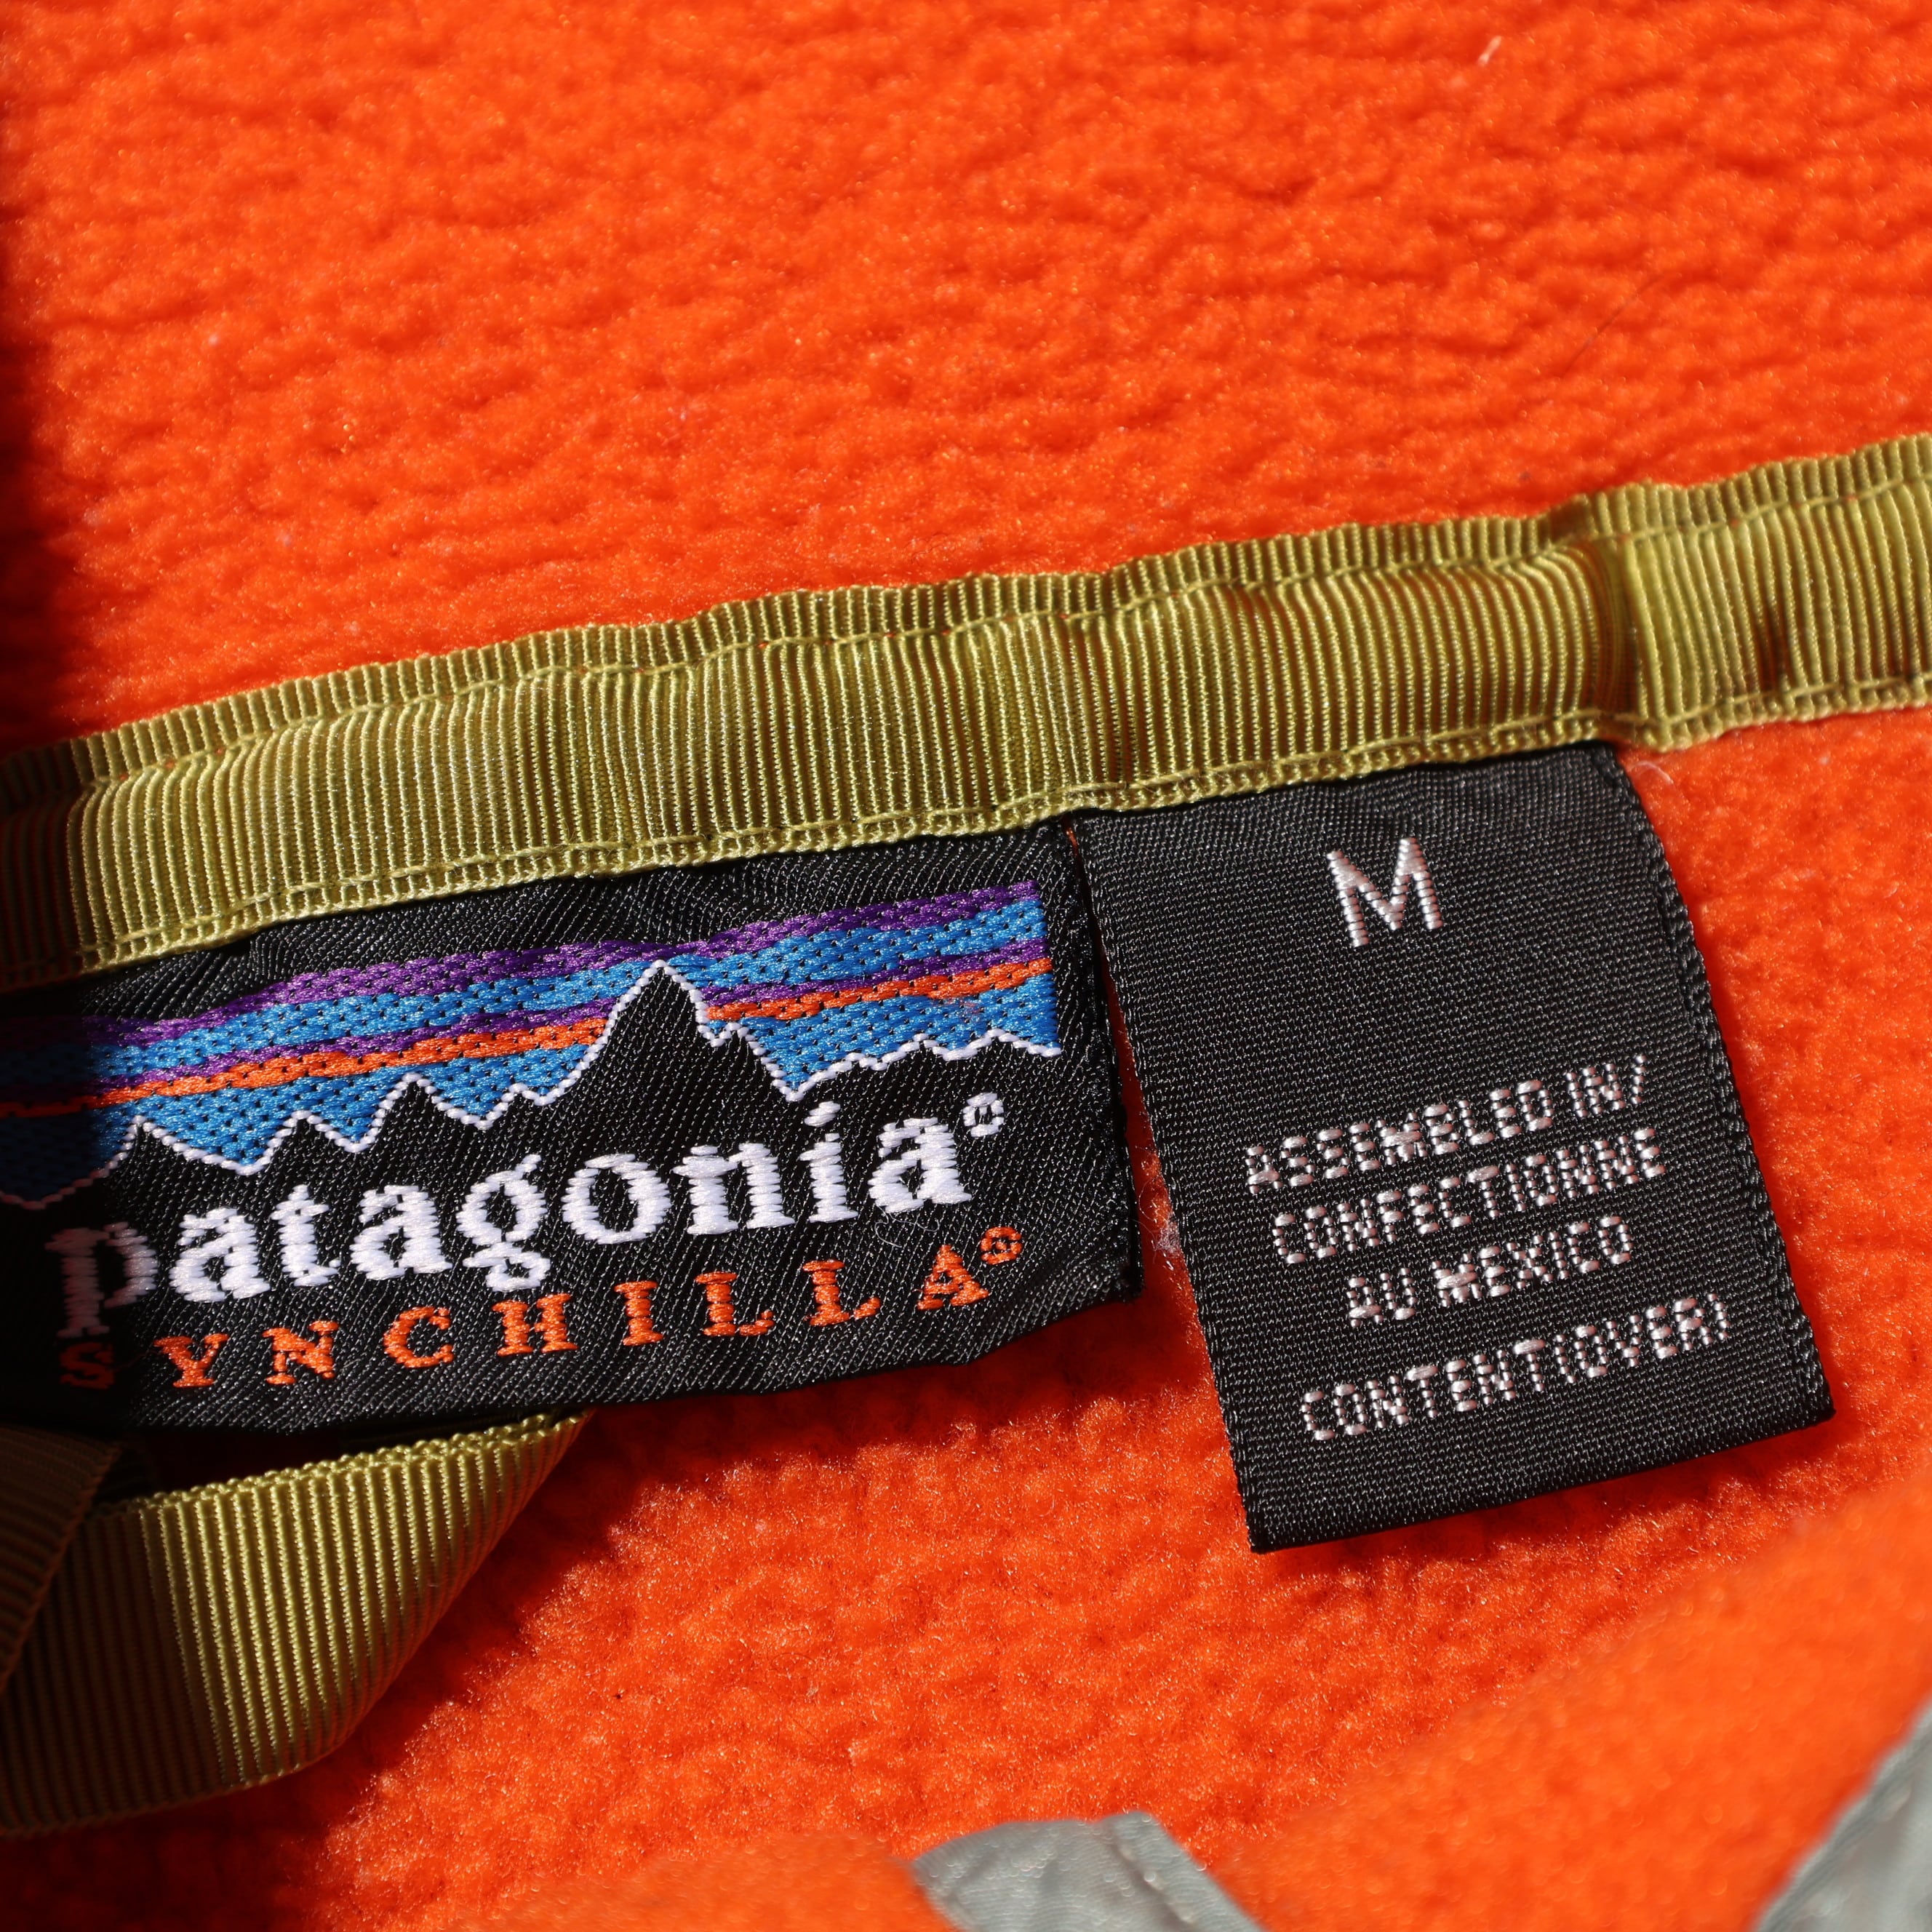 patagonia®
SYNCHILLA®
M
ASSEMBLED IN/
CONFECTIONNE
AU MEXICO
CONTENT(OVER)